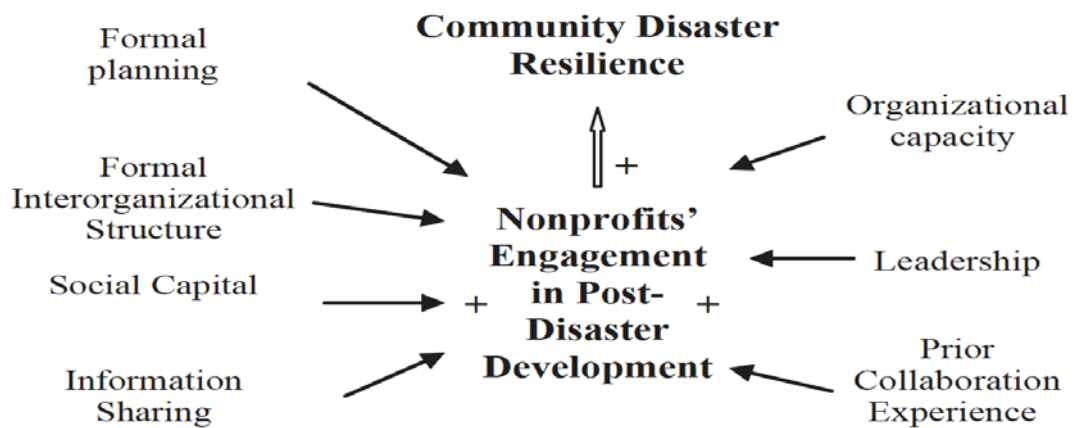 Formal
planning
Community Disaster
Resilience
Organizational
capacity
+
Formal
Interorganizational
Structure
Nonprofits’
Engagement
in Post-
Disaster
Development
Leadership
Social Capital
+
+
Information
Sharing
Prior
Collaboration
Experience